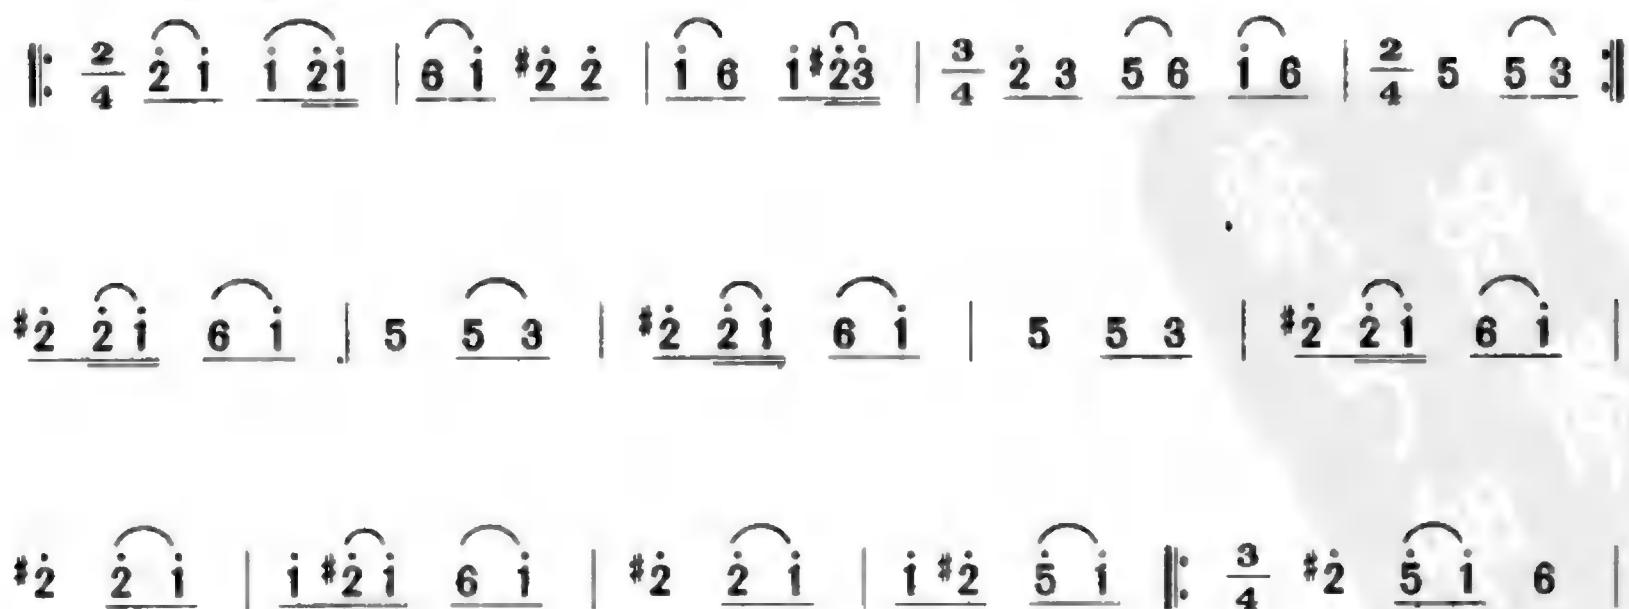 𝄆 2/4 2̇ 1̇ 1̇ 2̇1̇ | 6 1̇ #2̇ 2̇ | 1̇ 6 1̇ #2̇3̇ | 3/4 2̇ 3 5 6 1̇ 6 | 2/4 5 5 3 𝄇
#2̇ 2̇1̇ 6 1̇ | 5 5 3 | #2̇ 2̇1̇ 6 1̇ | 5 5 3 | #2̇ 2̇1̇ 6 1̇ |
#2̇ 2̇ 1̇ | 1̇ #2̇1̇ 6 1̇ | #2̇ 2̇ 1̇ | 1̇ #2̇ 5̇ 1̇ 𝄆 3/4 #2̇ 5̇ 1̇ 6 |